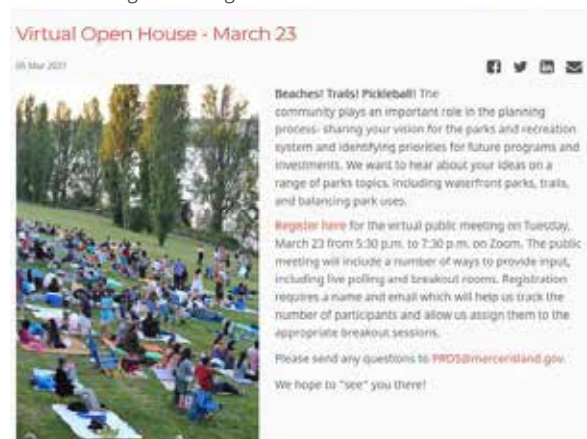 Virtual Open House - March 23
05 Mar 2021
Beaches! Trails! Pickleball! The
community plays an important role in the planning
process- sharing your vision for the parks and recreation
system and identifying priorities for future programs and
investments. We want to hear about your ideas on a
range of parks topics, including waterfront parks, trails,
and balancing park uses.
Register here for the virtual public meeting on Tuesday,
March 23 from 5:30 p.m. to 7:30 p.m. on Zoom. The public
meeting will include a number of ways to provide input,
including live polling and breakout rooms. Registration
requires a name and email which will help us track the
number of participants and allow us assign them to the
appropriate breakout sessions.
Please send any questions to PROS@mercerisland.gov.
We hope to "see" you there!